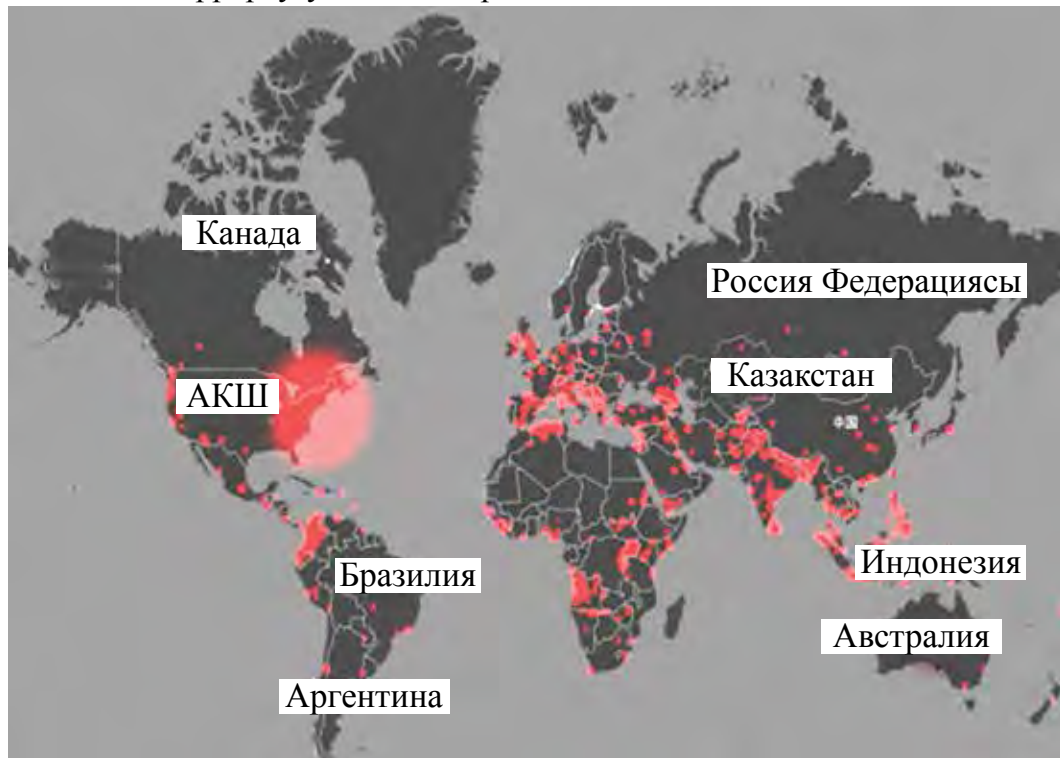 Канада
Россия Федерациясы
АКШ
Казакстан
Бразилия
Индонезия
Австралия
Аргентина